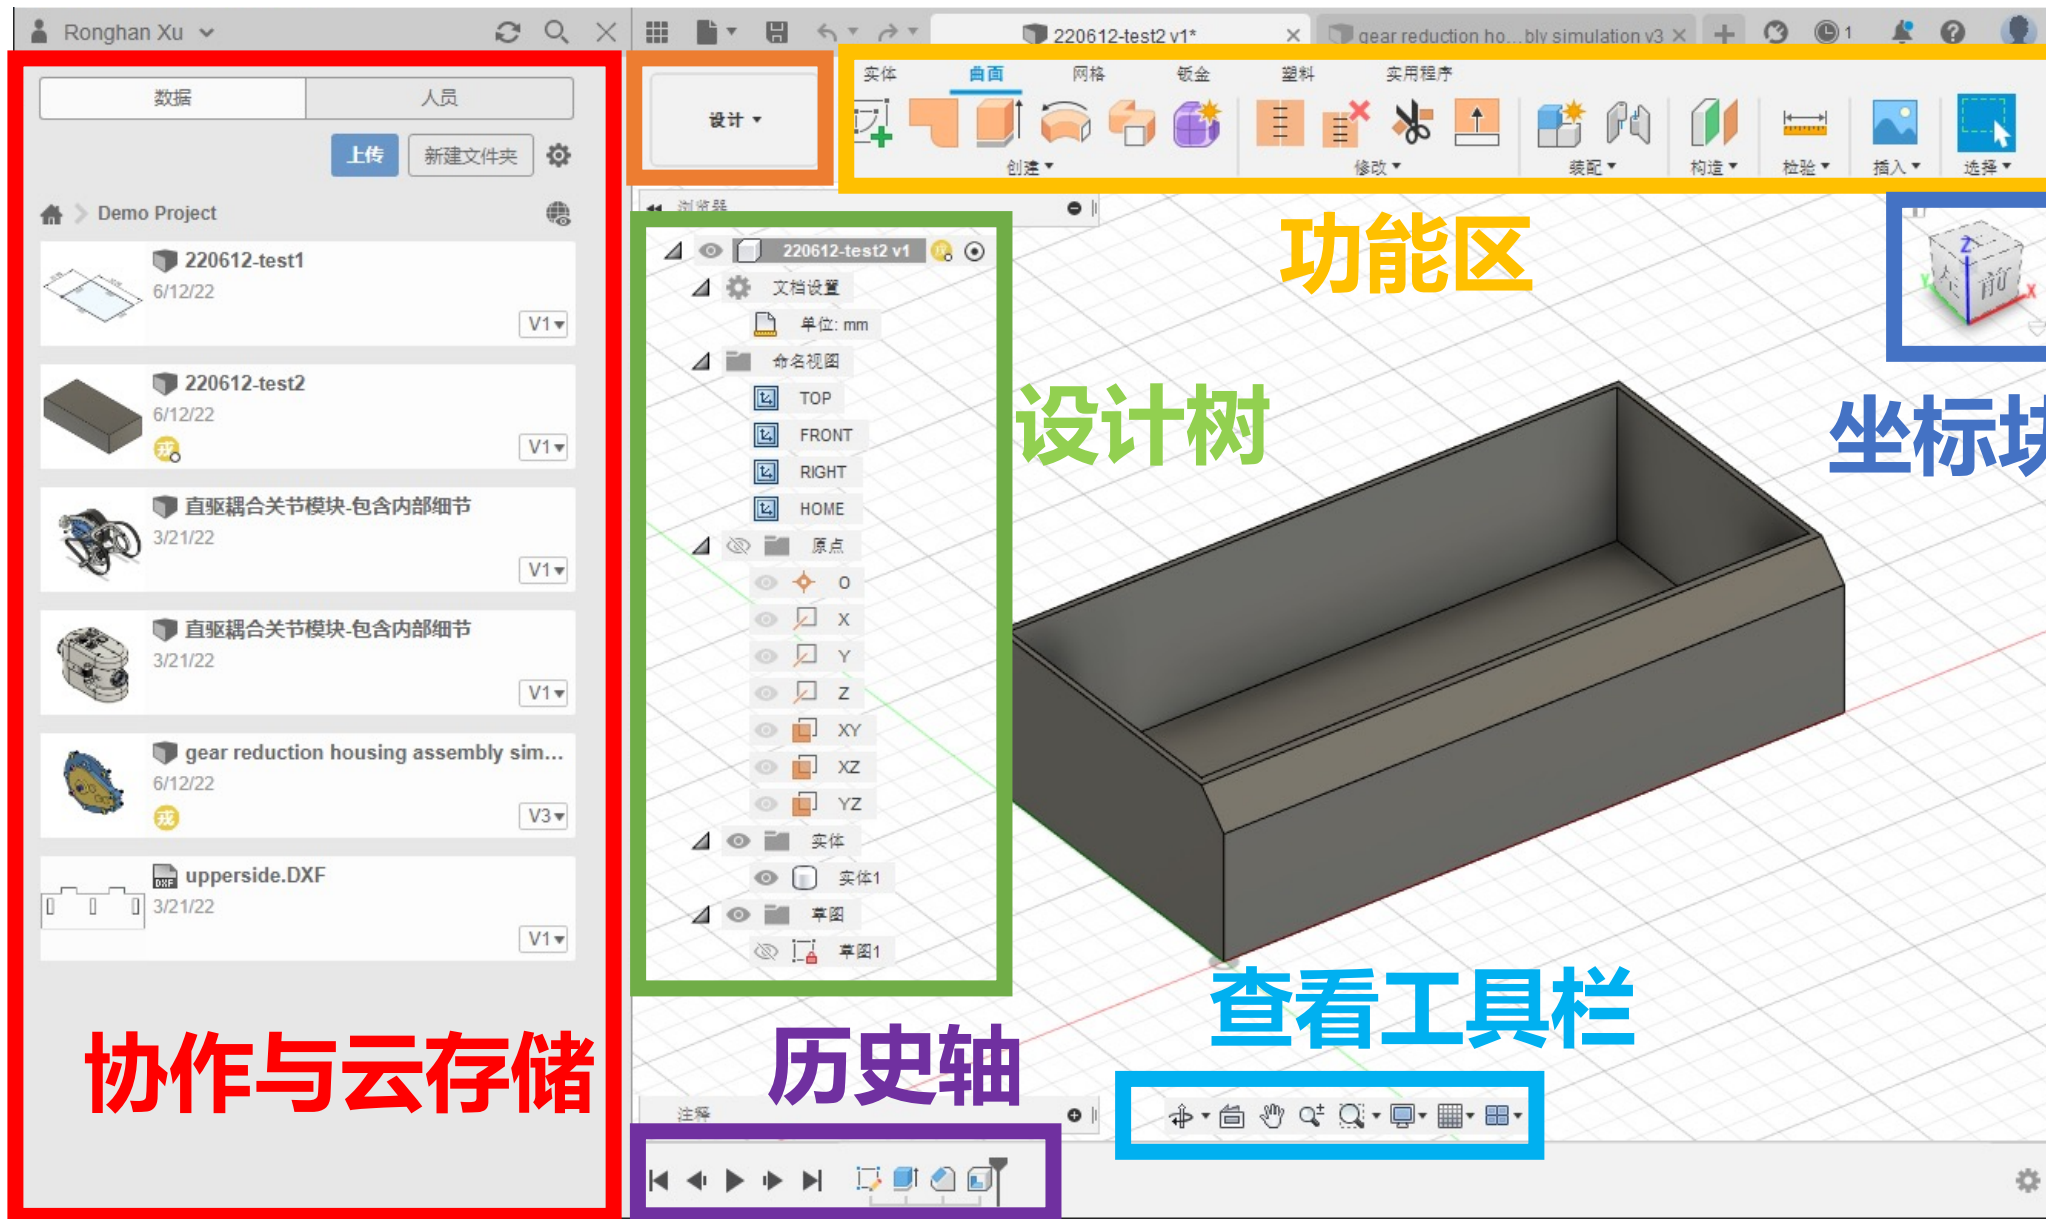 Ronghan Xu
220612-test2 v1*
gear reduction ho...bly simulation v3
1
数据
人员
上传
新建文件夹
Demo Project
220612-test1
6/12/22
V1
220612-test2
6/12/22
戎
V1
直驱耦合关节模块-包含内部细节
3/21/22
V1
直驱耦合关节模块-包含内部细节
3/21/22
V1
gear reduction housing assembly sim...
6/12/22
戎
V3
DXF
upperside.DXF
3/21/22
V1
协作与云存储
设计
实体
曲面
网格
钣金
塑料
实用程序
创建
修改
装配
构造
检验
插入
选择
功能区
浏览器
220612-test2 v1
戎
文档设置
单位: mm
命名视图
TOP
FRONT
RIGHT
HOME
原点
O
X
Y
Z
XY
XZ
YZ
实体
实体1
草图
草图1
设计树
Z
Y
X
前
坐标块
查看工具栏
历史轴
注释